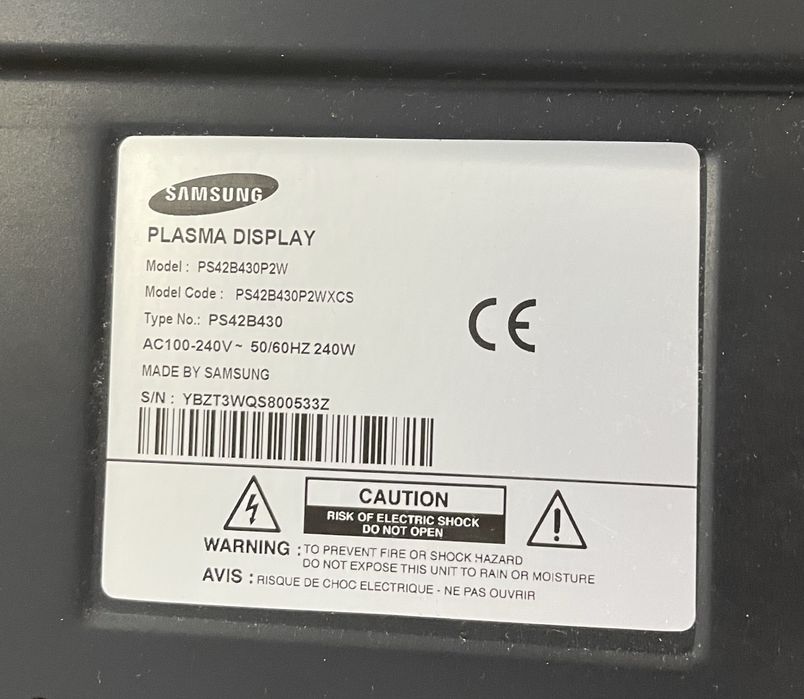 SAMSUNG
PLASMA DISPLAY
Model : PS42B430P2W
Model Code : PS42B430P2WXCS
Type No.: PS42B430
AC100-240V~ 50/60HZ 240W
MADE BY SAMSUNG
S/N : YBZT3WQS800533Z
CE
CAUTION
RISK OF ELECTRIC SHOCK
DO NOT OPEN
WARNING : TO PREVENT FIRE OR SHOCK HAZARD
DO NOT EXPOSE THIS UNIT TO RAIN OR MOISTURE
AVIS : RISQUE DE CHOC ELECTRIQUE - NE PAS OUVRIR